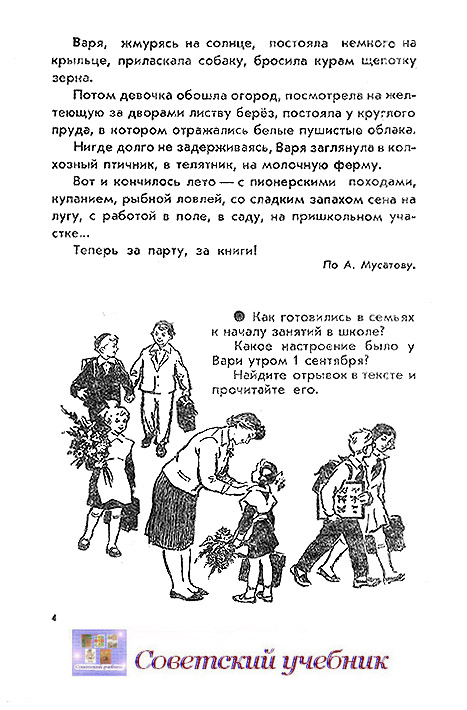 Варя, жмурясь на солнце, постояла немного на
крыльце, приласкала собаку, бросила курам щепотку
зерна.
Потом девочка обошла огород, посмотрела на жел-
теющую за дворами листву берёз, постояла у круглого
пруда, в котором отражались белые пушистые облака.
Нигде долго не задерживаясь, Варя заглянула в кол-
хозный птичник, в телятник, на молочную ферму.
Вот и кончилось лето — с пионерскими походами,
купанием, рыбной ловлей, со сладким запахом сена на
лугу, с работой в поле, в саду, на пришкольном уча-
стке...
Теперь за парту, за книги!
По А. Мусатову.
● Как готовились в семьях
к началу занятий в школе?
Какое настроение было у
Вари утром 1 сентября?
Найдите отрывок в тексте и
прочитайте его.
4
Советский учебник
Советский учебник